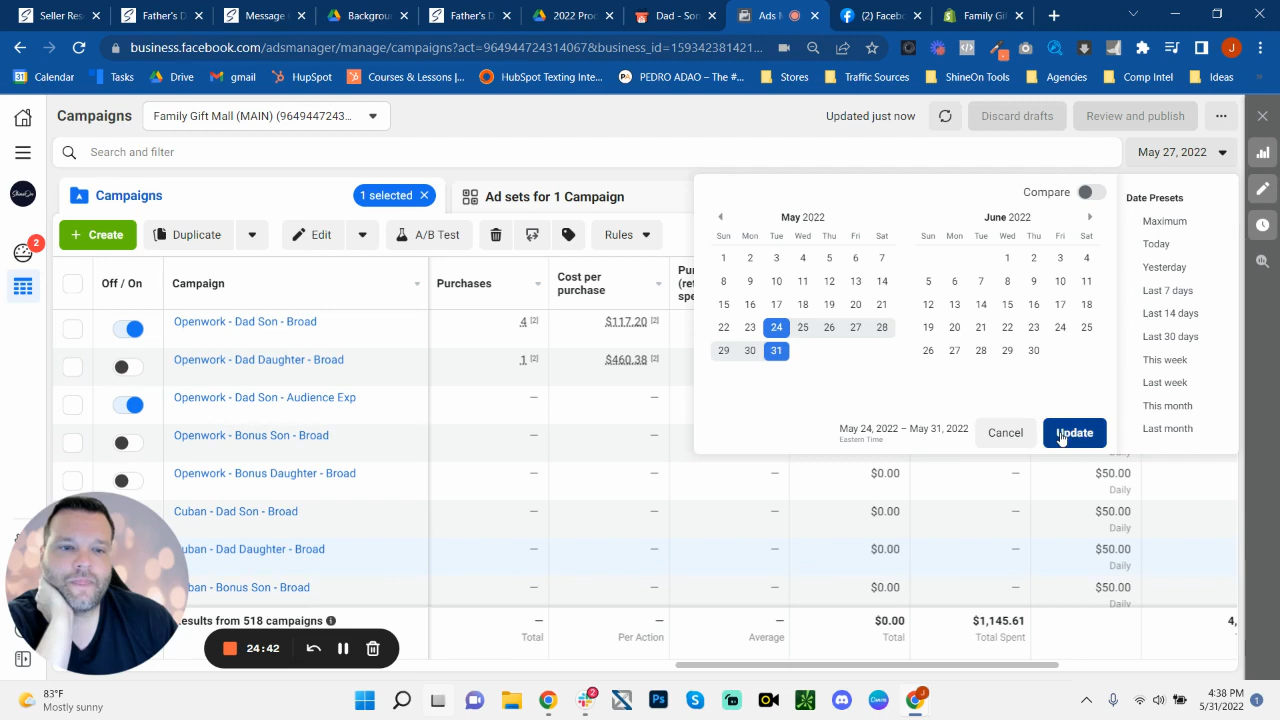 Seller Res
Father's D
Message
Backgrou
Father's D
2022 Proc
Dad - Son
Ads M
(2) Faceb
Family Gif
business.facebook.com/adsmanager/manage/campaigns?act=964944724314067&business_id=159342381421...
Calendar
Tasks
Drive
gmail
HubSpot
Courses & Lessons |...
HubSpot Texting Inte...
PEDRO ADAO – The #...
Stores
Traffic Sources
ShineOn Tools
Agencies
Comp Intel
Ideas
»
Campaigns
Family Gift Mall (MAIN) (9649447243...
Updated just now
Discard drafts
Review and publish
Search and filter
May 27, 2022
Campaigns
1 selected
Ad sets for 1 Campaign
+ Create
Duplicate
Edit
A/B Test
Rules
Compare
May 2022
June 2022
Sun Mon Tue Wed Thu Fri Sat
Sun Mon Tue Wed Thu Fri Sat
1 2 3 4 5 6 7
1 2 3 4
8 9 10 11 12 13 14
5 6 7 8 9 10 11
15 16 17 18 19 20 21
12 13 14 15 16 17 18
22 23 24 25 26 27 28
19 20 21 22 23 24 25
29 30 31
26 27 28 29 30
May 24, 2022 – May 31, 2022
Eastern Time
Cancel
Update
Date Presets
Maximum
Today
Yesterday
Last 7 days
Last 14 days
Last 30 days
This week
Last week
This month
Last month
Off / On
Campaign
Purchases
Cost per
purchase
Openwork - Dad Son - Broad
4 [2]
$117.20 [2]
Openwork - Dad Daughter - Broad
1 [2]
$460.38 [2]
Openwork - Dad Son - Audience Exp
—
—
Openwork - Bonus Son - Broad
—
—
Openwork - Bonus Daughter - Broad
—
—
—
$0.00
—
$50.00
Daily
Cuban - Dad Son - Broad
—
—
—
$0.00
—
$50.00
Daily
uban - Dad Daughter - Broad
—
—
—
$0.00
—
$50.00
Daily
uban - Bonus Son - Broad
—
—
—
$0.00
—
$50.00
Daily
esults from 518 campaigns
—
Total
—
Per Action
—
Average
$0.00
Total
$1,145.61
Total Spent
4,
T
2
ShineOn
24:42
83°F
Mostly sunny
4:38 PM
5/31/2022